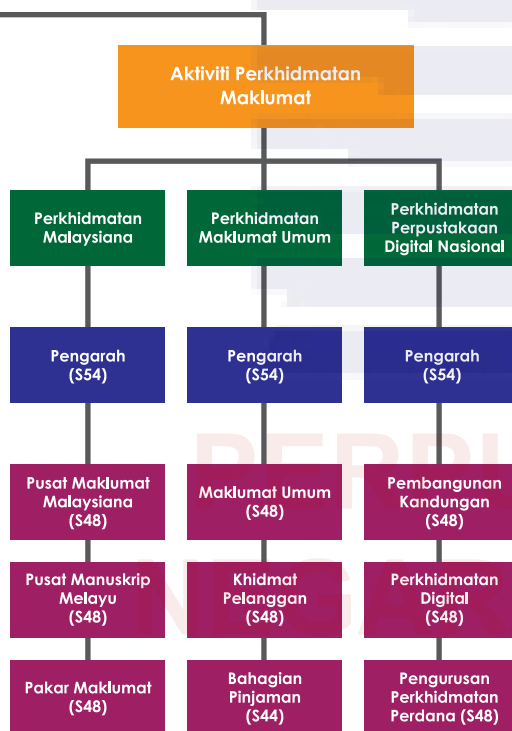 Aktiviti Perkhidmatan
Maklumat
Perkhidmatan
Malaysiana
Perkhidmatan
Maklumat Umum
Perkhidmatan
Perpustakaan
Digital Nasional
Pengarah
(S54)
Pengarah
(S54)
Pengarah
(S54)
Pusat Maklumat
Malaysiana
(S48)
Maklumat Umum
(S48)
Pembangunan
Kandungan
(S48)
Pusat Manuskrip
Melayu
(S48)
Khidmat
Pelanggan
(S48)
Perkhidmatan
Digital
(S48)
Pakar Maklumat
(S48)
Bahagian
Pinjaman
(S44)
Pengurusan
Perkhidmatan
Perdana (S48)